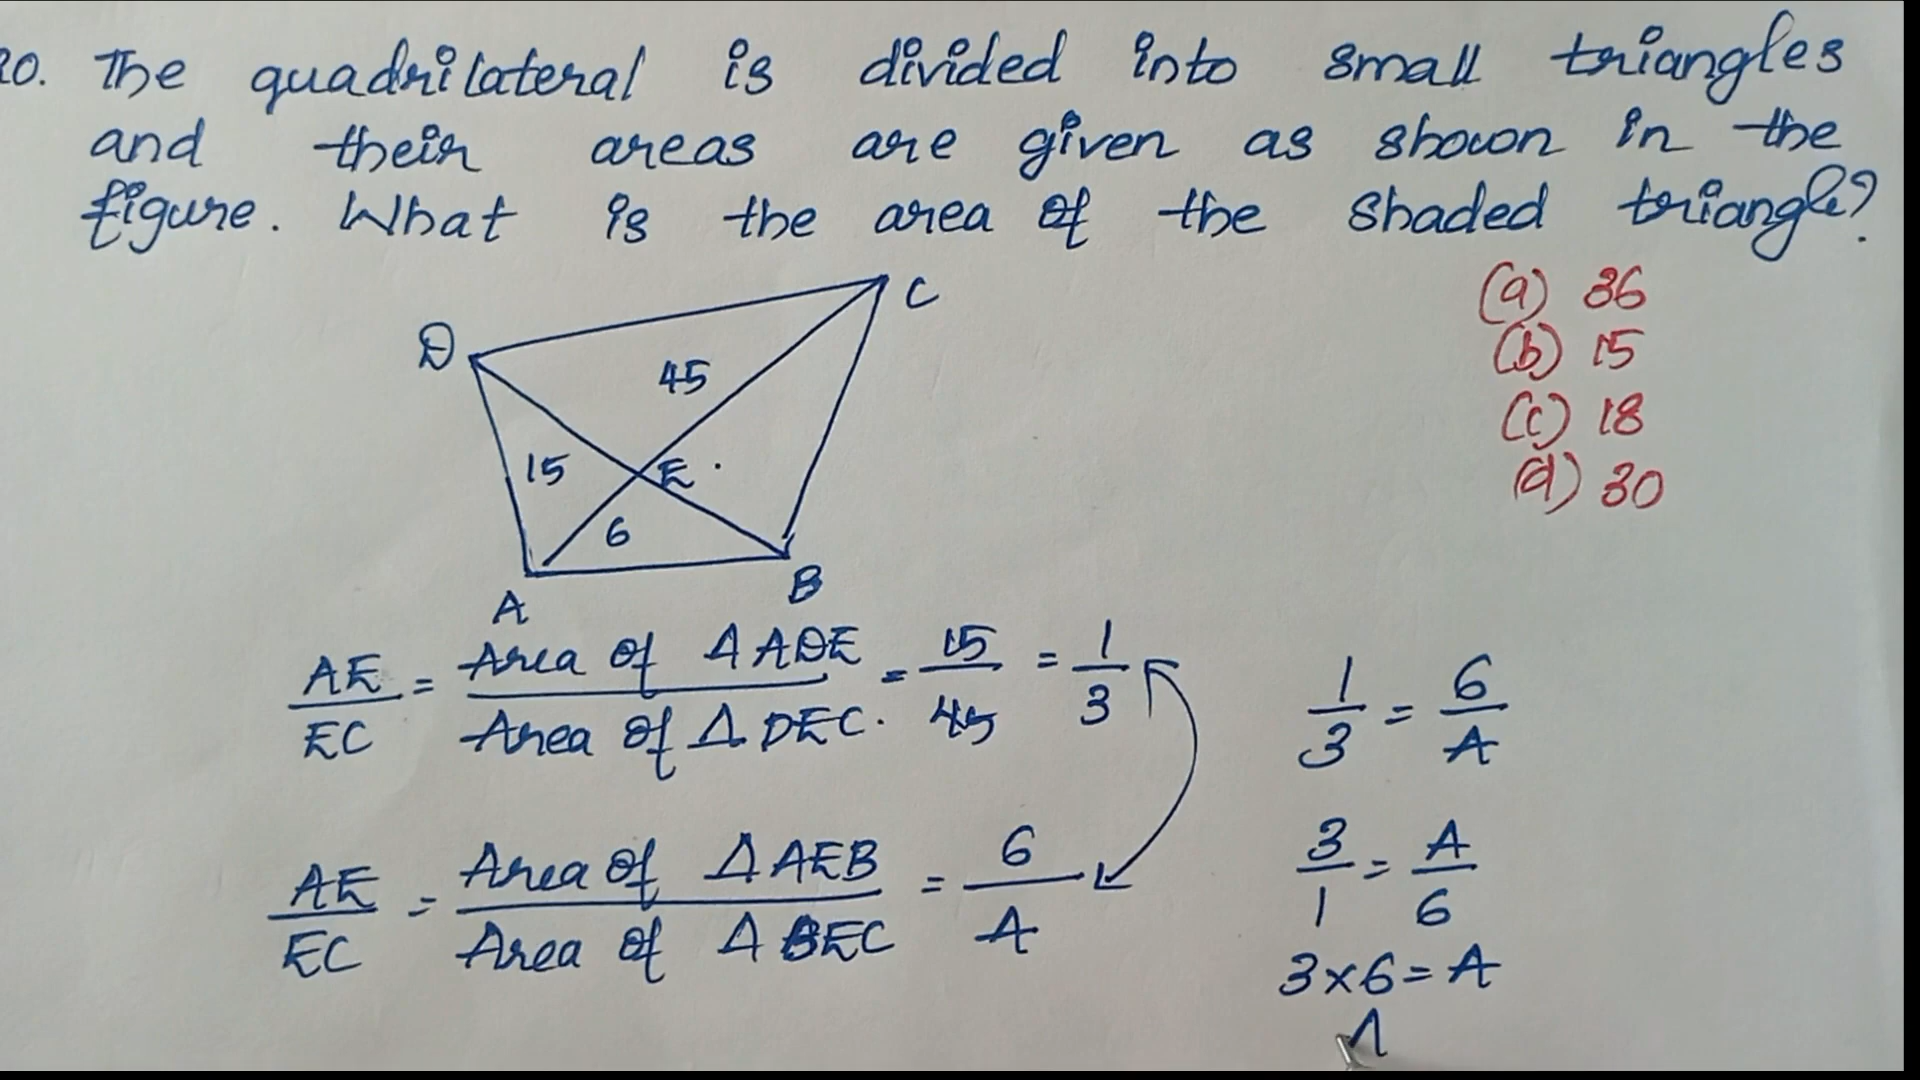 20. The quadrilateral is divided into small triangles
and their areas are given as shown in the
figure. What is the area of the shaded triangle?
(a) 36
(b) 15
(c) 18
(d) 30
C
D
45
15
E
6
A
B
AE/EC = Area of ΔADE/Area of ΔDEC. = 15/45 = 1/3
AE/EC = Area of ΔAEB/Area of ΔBEC = 6/A
1/3 = 6/A
3/1 = A/6
3×6=A
A